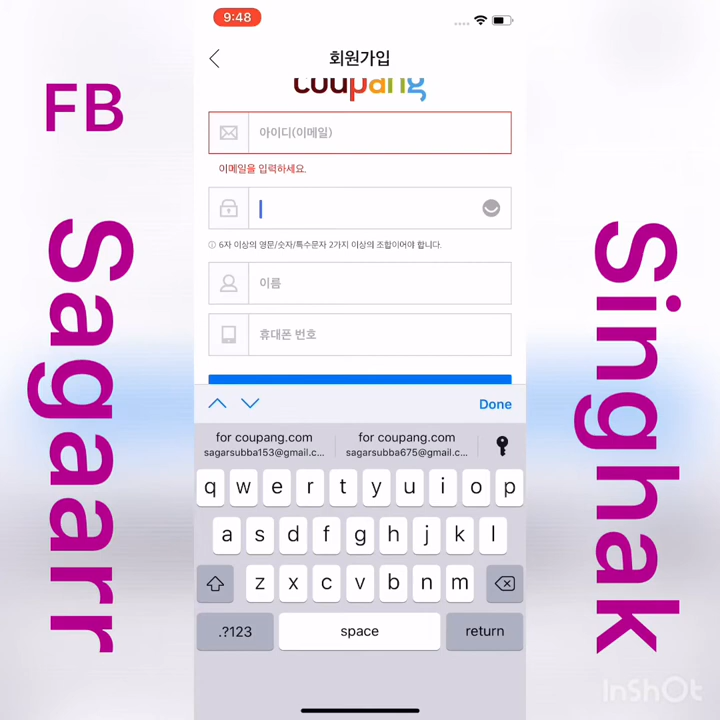 9:48
회원가입
coupang
아이디(이메일)
이메일을 입력하세요.
6자 이상의 영문/숫자/특수문자 2가지 이상의 조합이어야 합니다.
이름
휴대폰 번호
Done
for coupang.com
sagarsubba153@gmail.c...
for coupang.com
sagarsubba675@gmail.c...
q w e r t y u i o p
a s d f g h j k l
z x c v b n m
.?123 space return
FB
Sagaarr
Singhak
InShOt